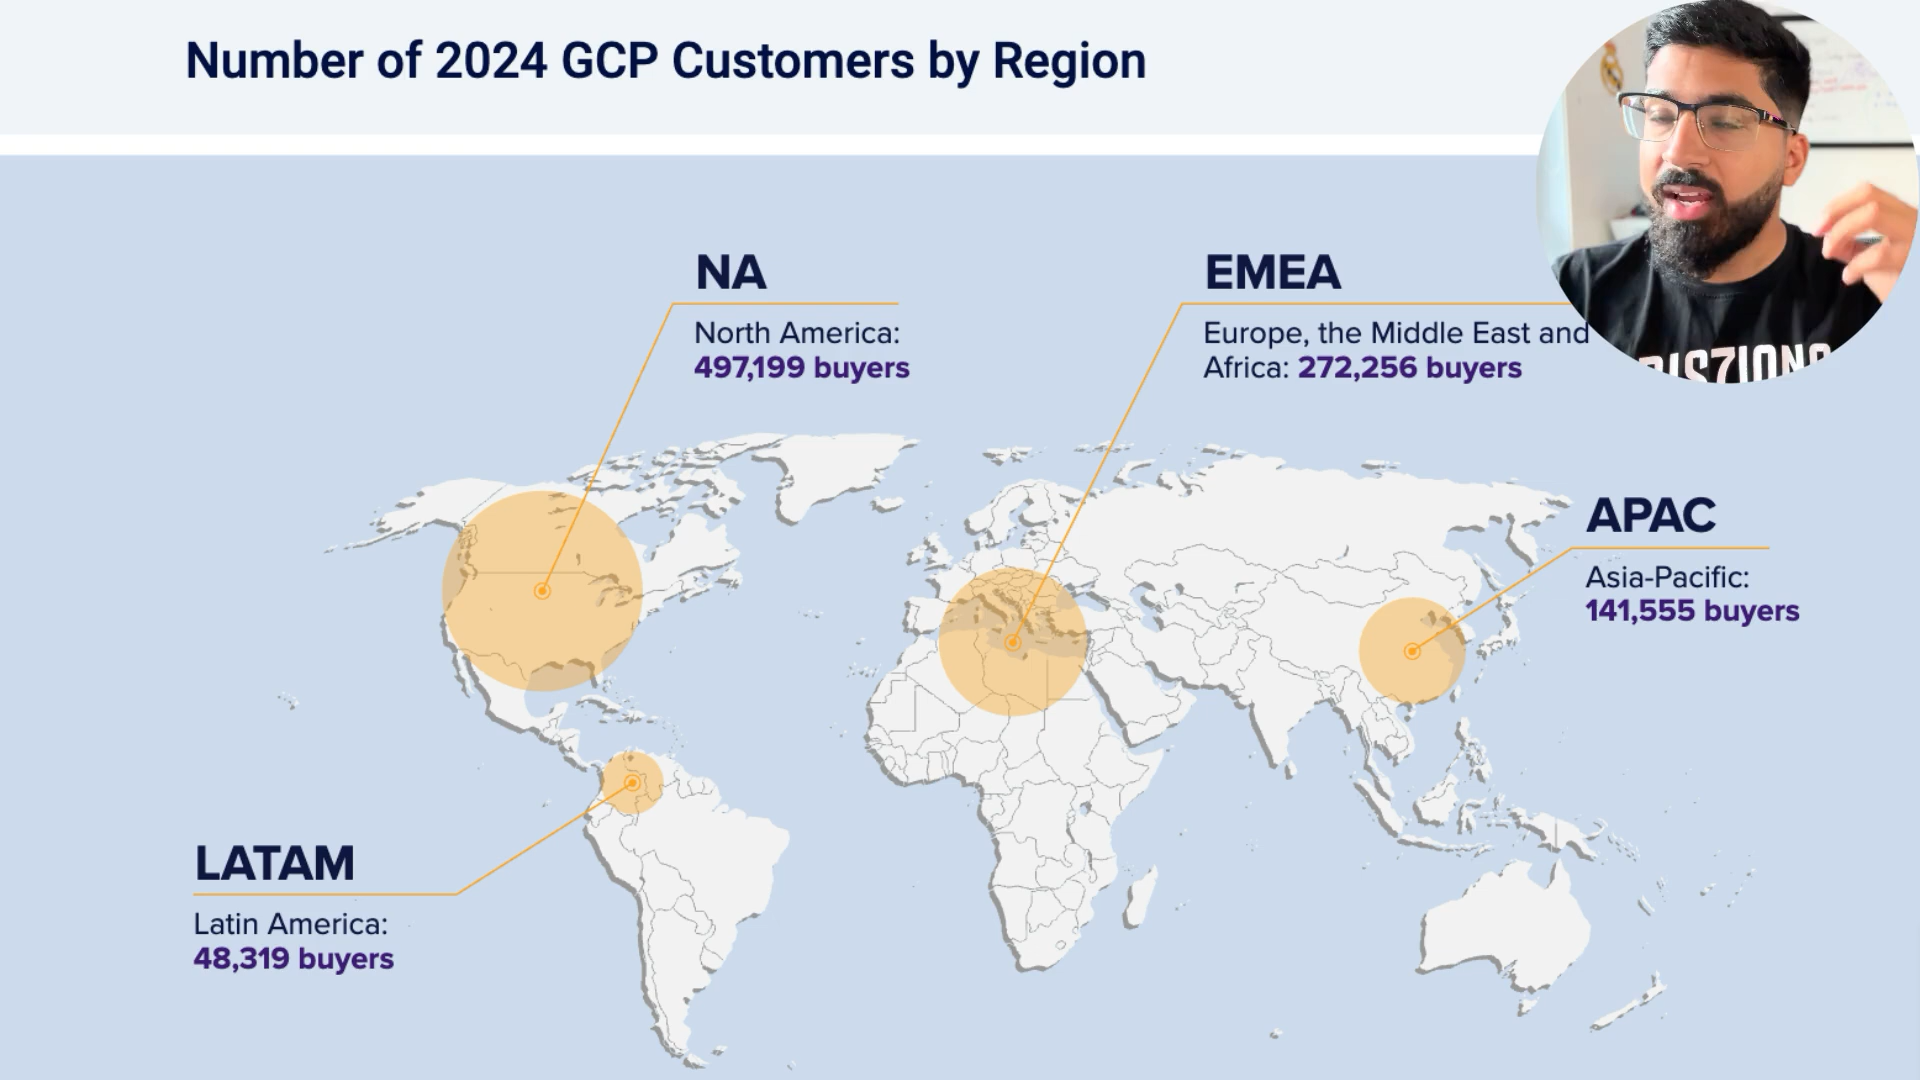 Number of 2024 GCP Customers by Region
NA
North America:
497,199 buyers
EMEA
Europe, the Middle East and
Africa: 272,256 buyers
APAC
Asia-Pacific:
141,555 buyers
LATAM
Latin America:
48,319 buyers